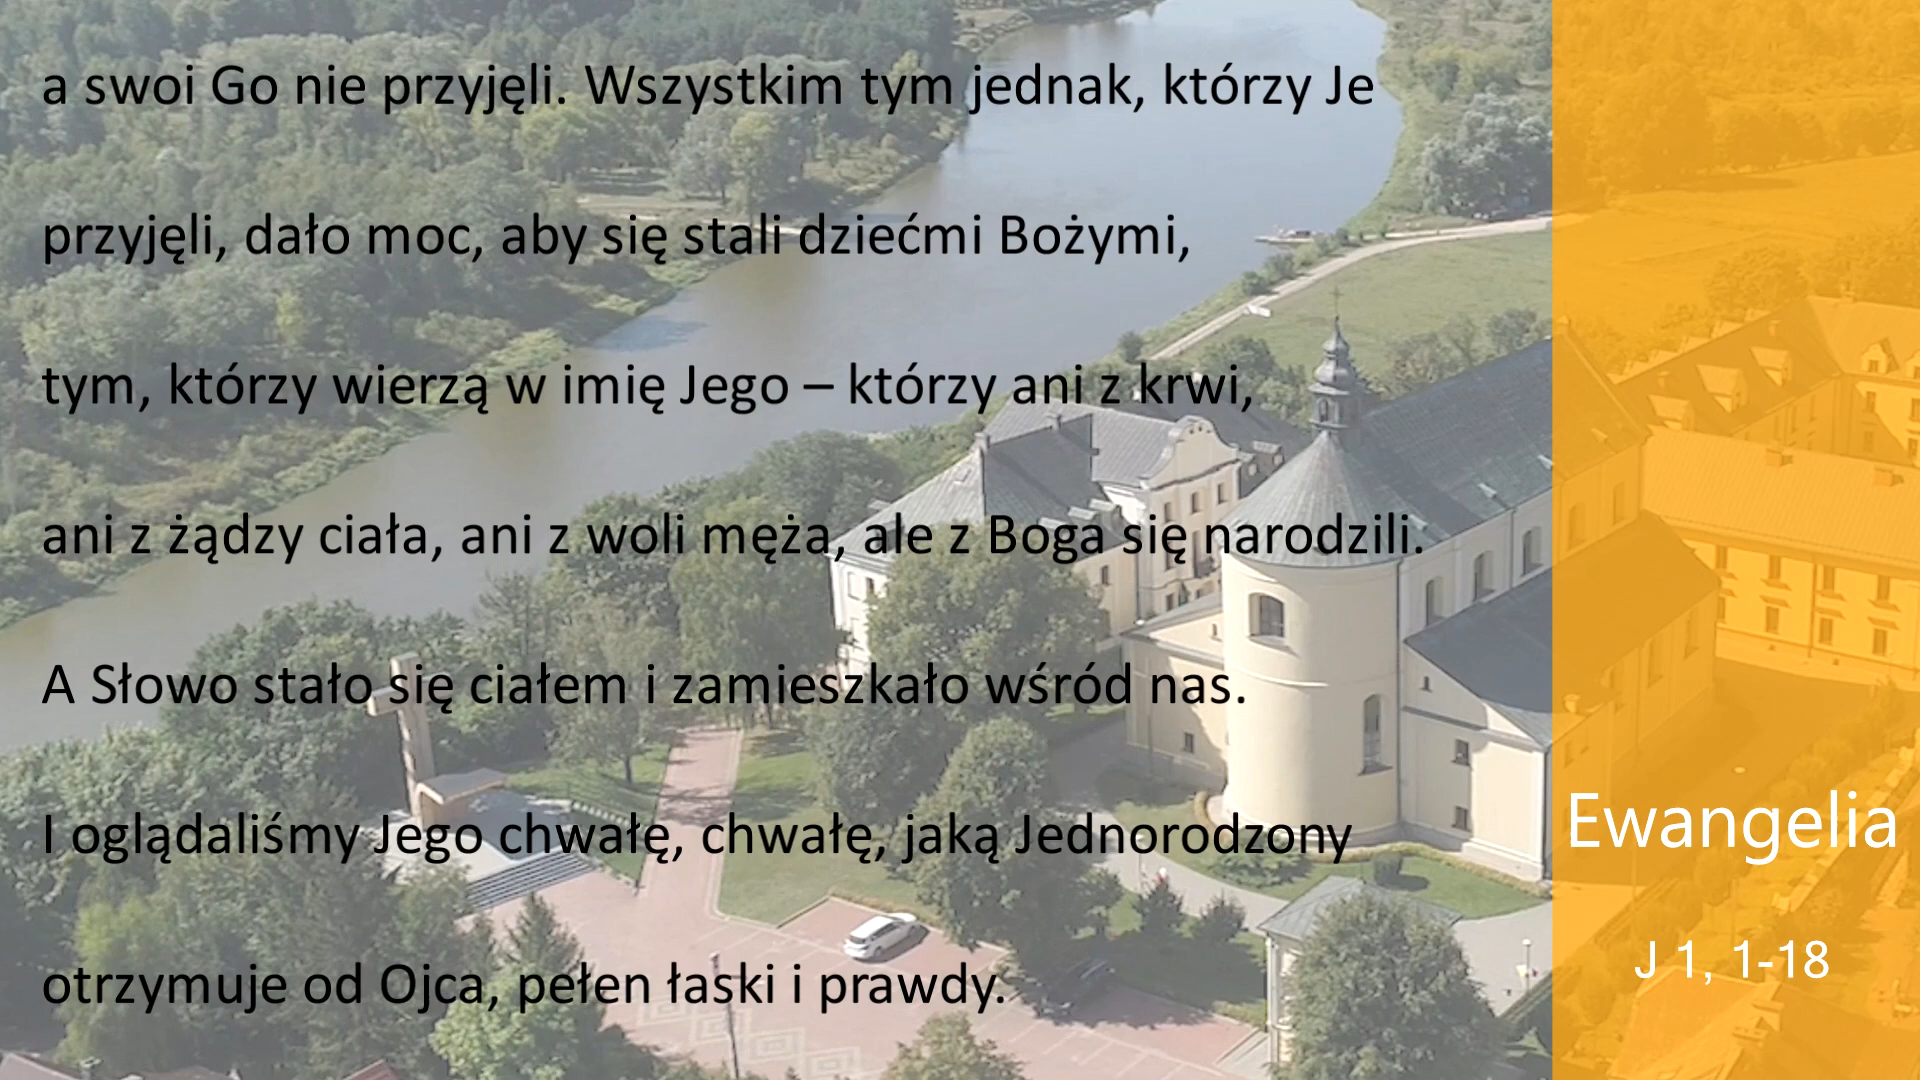 a swoi Go nie przyjęli. Wszystkim tym jednak, którzy Je
przyjęli, dało moc, aby się stali dziećmi Bożymi,
tym, którzy wierzą w imię Jego – którzy ani z krwi,
ani z żądzy ciała, ani z woli męża, ale z Boga się narodzili.
A Słowo stało się ciałem i zamieszkało wśród nas.
I oglądaliśmy Jego chwałę, chwałę, jaką Jednorodzony
otrzymuje od Ojca, pełen łaski i prawdy.
Ewangelia
J 1, 1-18